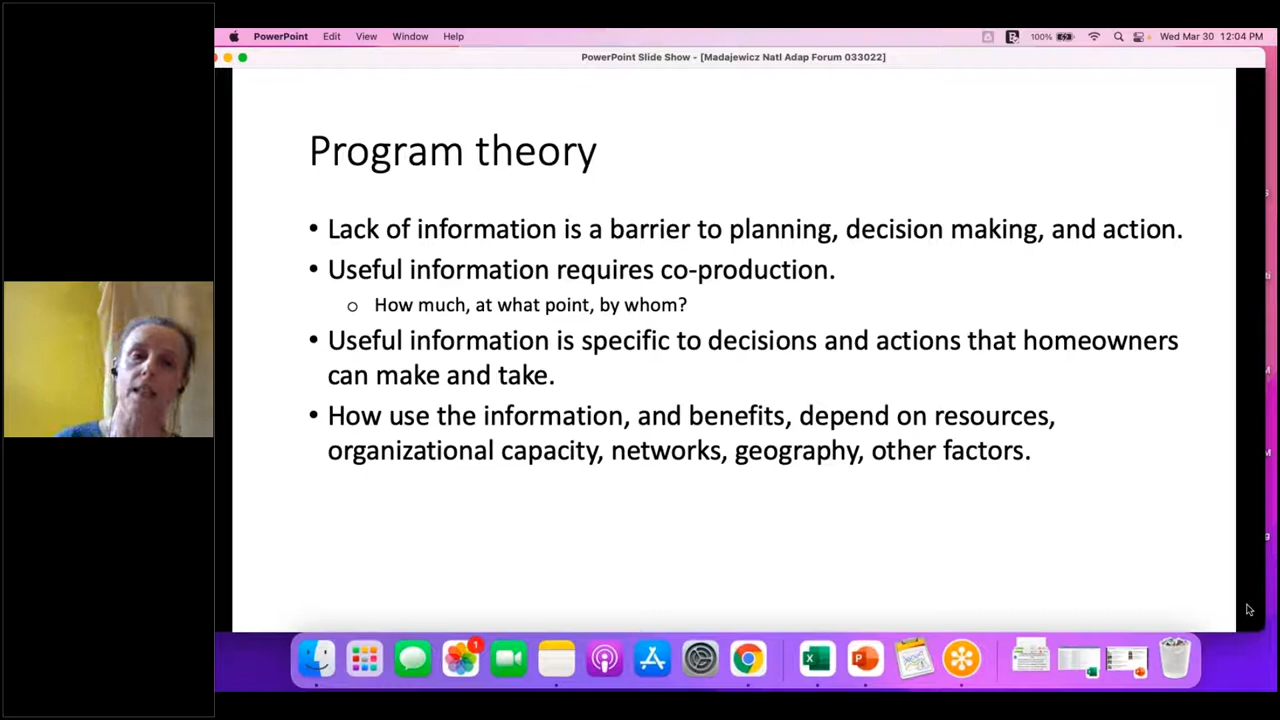 PowerPoint Edit View Window Help 100% Wed Mar 30 12:04 PM
PowerPoint Slide Show - [Madajewicz Natl Adap Forum 033022]
Program theory
• Lack of information is a barrier to planning, decision making, and action.
• Useful information requires co-production.
o How much, at what point, by whom?
• Useful information is specific to decisions and actions that homeowners
can make and take.
• How use the information, and benefits, depend on resources,
organizational capacity, networks, geography, other factors.
1